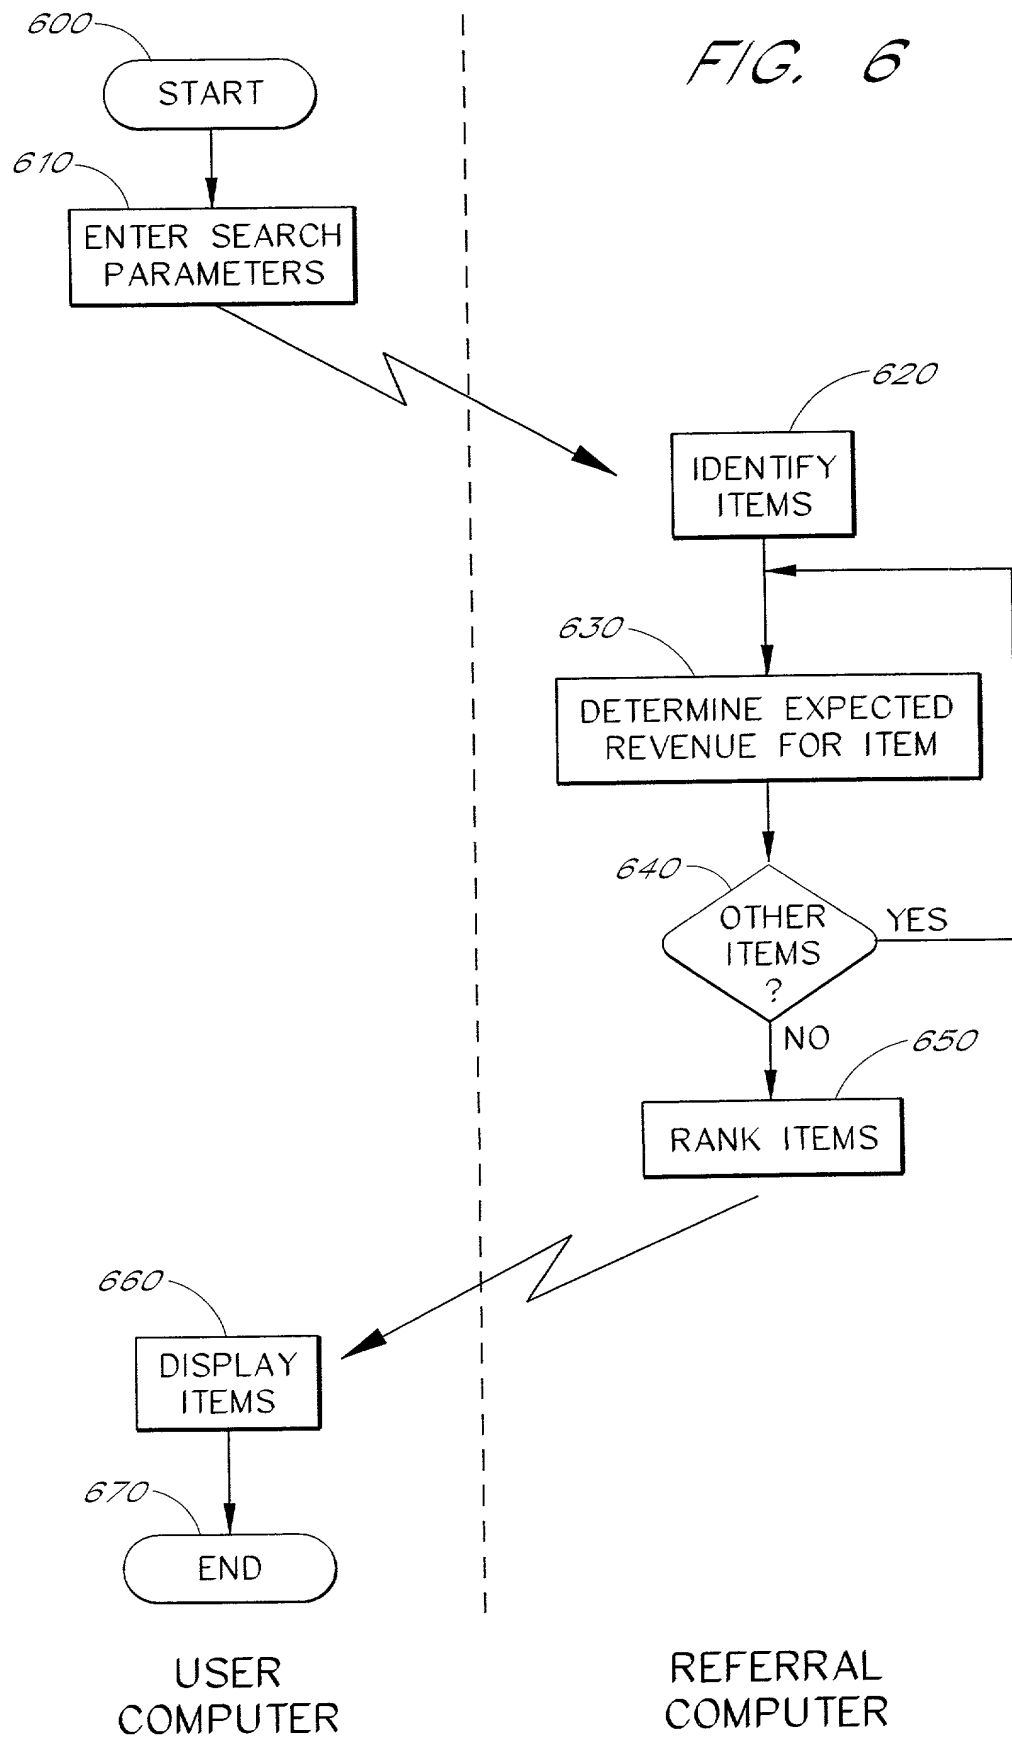 FIG. 6
600
START
610
ENTER SEARCH
PARAMETERS
620
IDENTIFY
ITEMS
630
DETERMINE EXPECTED
REVENUE FOR ITEM
640
OTHER
ITEMS
?
YES
NO
650
RANK ITEMS
660
DISPLAY
ITEMS
670
END
USER
COMPUTER
REFERRAL
COMPUTER